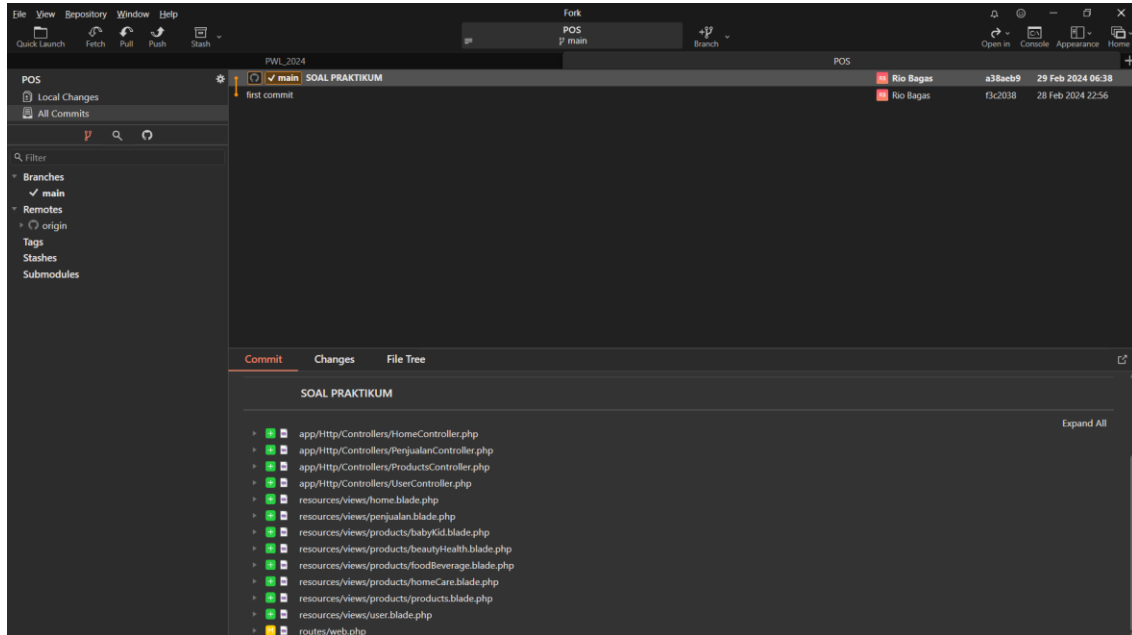 File View Repository Window Help
Fork
Quick Launch Fetch Pull Push Stash
POS
main
Branch
Open in Console Appearance Home
PWL_2024
POS
POS
Local Changes
All Commits
Filter
Branches
main
Remotes
origin
Tags
Stashes
Submodules
main SOAL PRAKTIKUM Rio Bagas a38aeb9 29 Feb 2024 06:38
first commit Rio Bagas f3c2038 28 Feb 2024 22:56
Commit Changes File Tree
SOAL PRAKTIKUM
Expand All
app/Http/Controllers/HomeController.php
app/Http/Controllers/PenjualanController.php
app/Http/Controllers/ProductsController.php
app/Http/Controllers/UserController.php
resources/views/home.blade.php
resources/views/penjualan.blade.php
resources/views/products/babyKid.blade.php
resources/views/products/beautyHealth.blade.php
resources/views/products/foodBeverage.blade.php
resources/views/products/homeCare.blade.php
resources/views/products/products.blade.php
resources/views/user.blade.php
routes/web.php